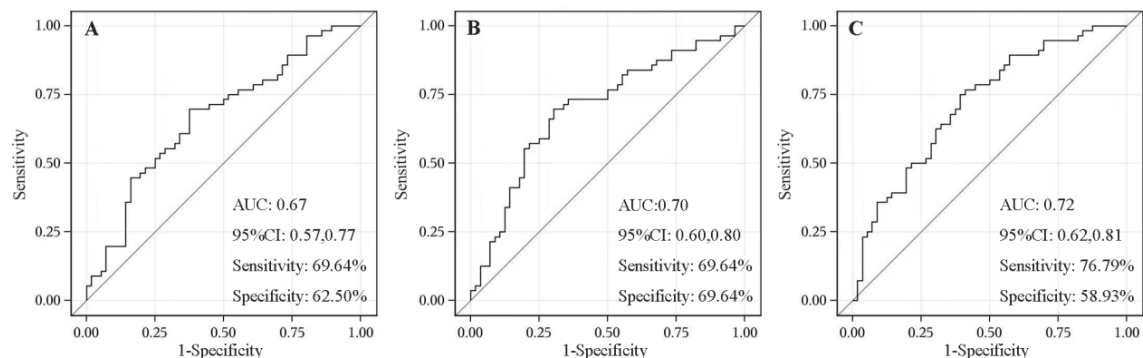 A
Sensitivity
1.00
0.75
0.50
0.25
0.00
AUC: 0.67
95%CI: 0.57,0.77
Sensitivity: 69.64%
Specificity: 62.50%
0.00 0.25 0.50 0.75 1.00
1-Specificity
B
Sensitivity
1.00
0.75
0.50
0.25
0.00
AUC:0.70
95%CI: 0.60,0.80
Sensitivity: 69.64%
Specificity: 69.64%
0.00 0.25 0.50 0.75 1.00
1-Specificity
C
Sensitivity
1.00
0.75
0.50
0.25
0.00
AUC: 0.72
95%CI: 0.62,0.81
Sensitivity: 76.79%
Specificity: 58.93%
0.00 0.25 0.50 0.75 1.00
1-Specificity